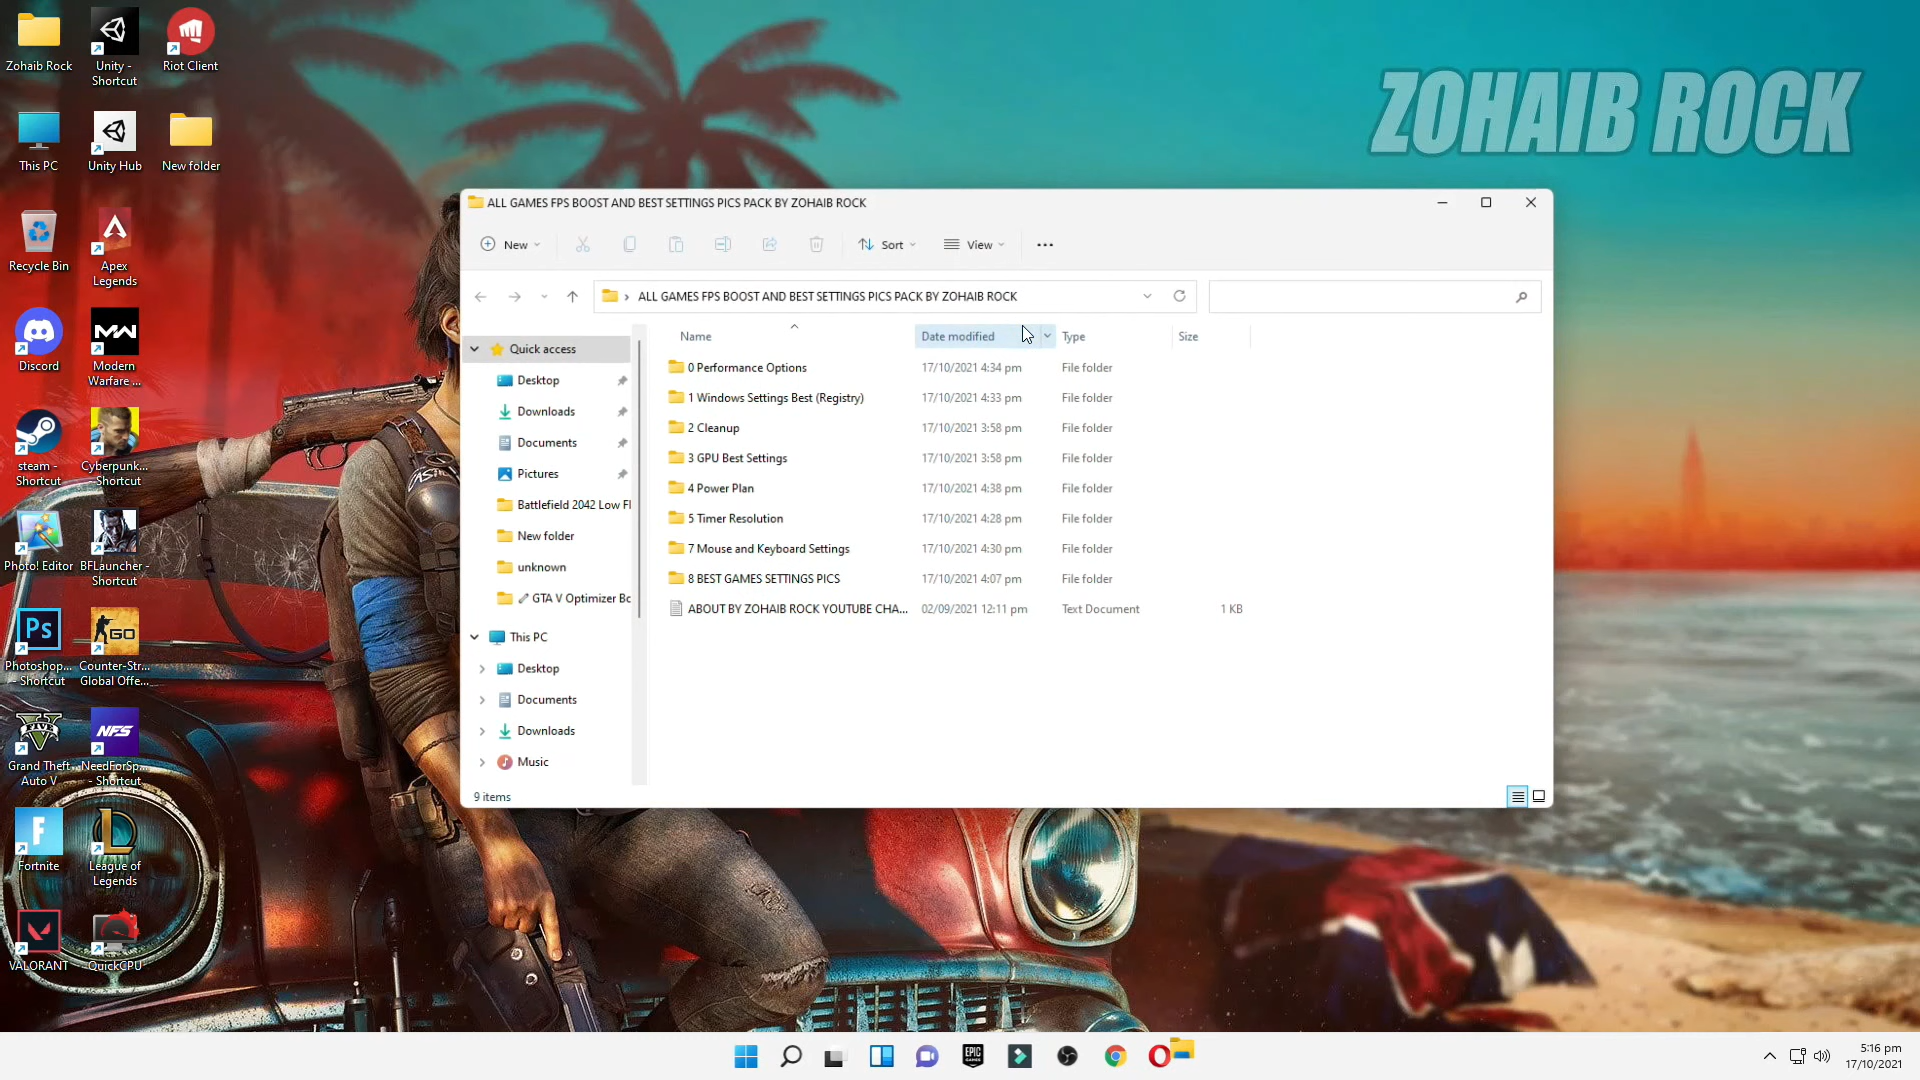 Zohaib Rock
Unity -
Shortcut
Riot Client
This PC
Unity Hub
New folder
Recycle Bin
Apex
Legends
Discord
Modern
Warfare ...
steam -
Shortcut
Cyberpunk...
- Shortcut
Photo! Editor
BFLauncher -
Shortcut
Ps
Photoshop...
- Shortcut
GO
Counter-Str...
Global Offe...
FIVE
Grand Theft
Auto V
NFS
NeedForSp...
- Shortcut
Fortnite
League of
Legends
VALORANT
QuickCPU
ZOHAIB ROCK
ALL GAMES FPS BOOST AND BEST SETTINGS PICS PACK BY ZOHAIB ROCK
New
Sort
View
ALL GAMES FPS BOOST AND BEST SETTINGS PICS PACK BY ZOHAIB ROCK
Quick access
Desktop
Downloads
Documents
Pictures
Battlefield 2042 Low Fl
New folder
unknown
GTA V Optimizer Bo
This PC
Desktop
Documents
Downloads
Music
Name Date modified Type Size
0 Performance Options 17/10/2021 4:34 pm File folder
1 Windows Settings Best (Registry) 17/10/2021 4:33 pm File folder
2 Cleanup 17/10/2021 3:58 pm File folder
3 GPU Best Settings 17/10/2021 3:58 pm File folder
4 Power Plan 17/10/2021 4:38 pm File folder
5 Timer Resolution 17/10/2021 4:28 pm File folder
7 Mouse and Keyboard Settings 17/10/2021 4:30 pm File folder
8 BEST GAMES SETTINGS PICS 17/10/2021 4:07 pm File folder
ABOUT BY ZOHAIB ROCK YOUTUBE CHA... 02/09/2021 12:11 pm Text Document 1 KB
9 items
EPIC
5:16 pm
17/10/2021